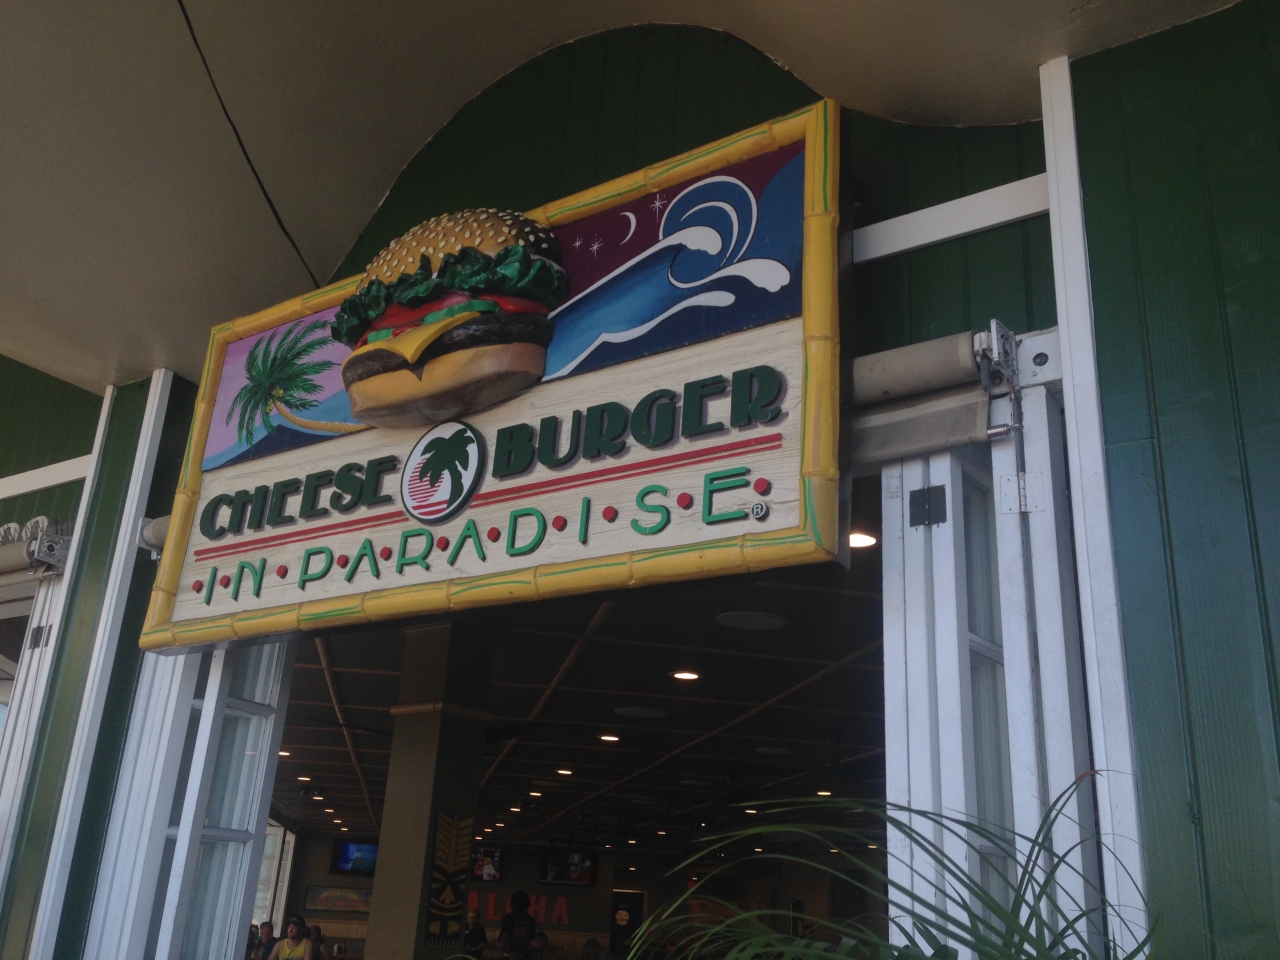 CHEESE BURGER
•I•N•P•A•R•A•D•I•S•E•®
ALOHA